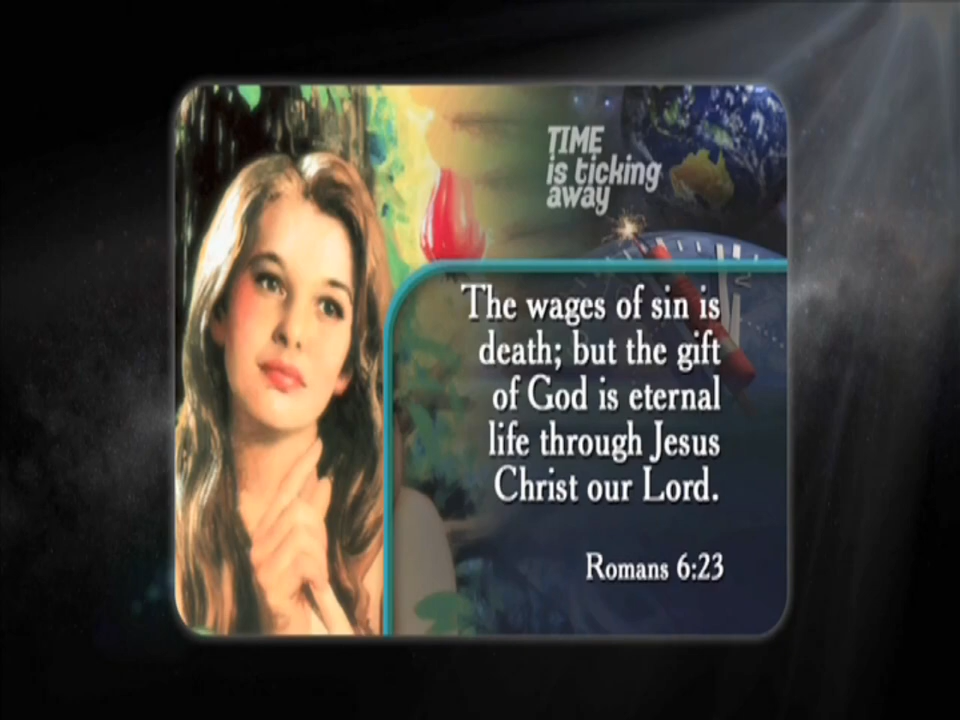 TIME
is ticking
away
The wages of sin is
death; but the gift
of God is eternal
life through Jesus
Christ our Lord.
Romans 6:23